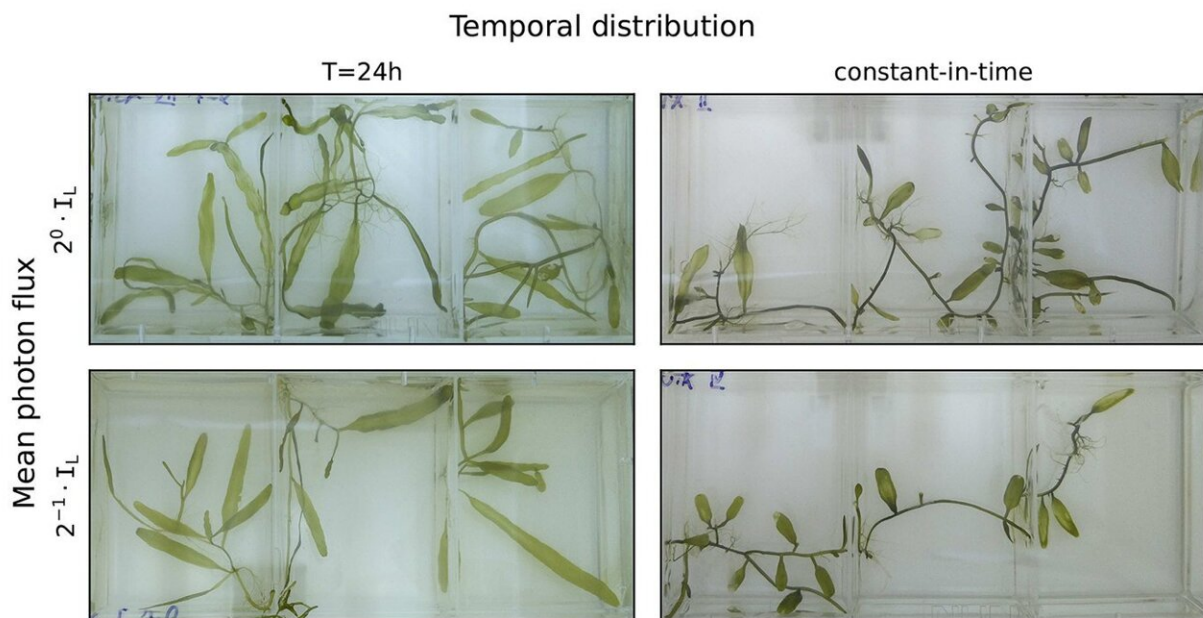 Temporal distribution
T=24h
constant-in-time
Mean photon flux
2⁰ · I_L
2⁻¹ · I_L